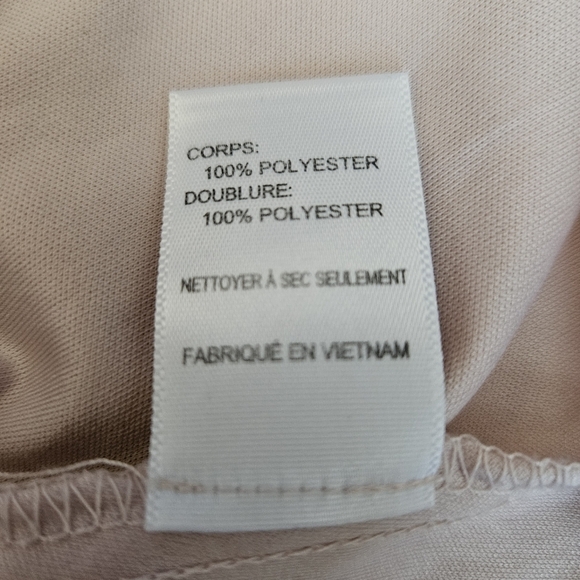 CORPS:
100% POLYESTER
DOUBLURE:
100% POLYESTER
NETTOYER À SEC SEULEMENT
FABRIQUÉ EN VIETNAM